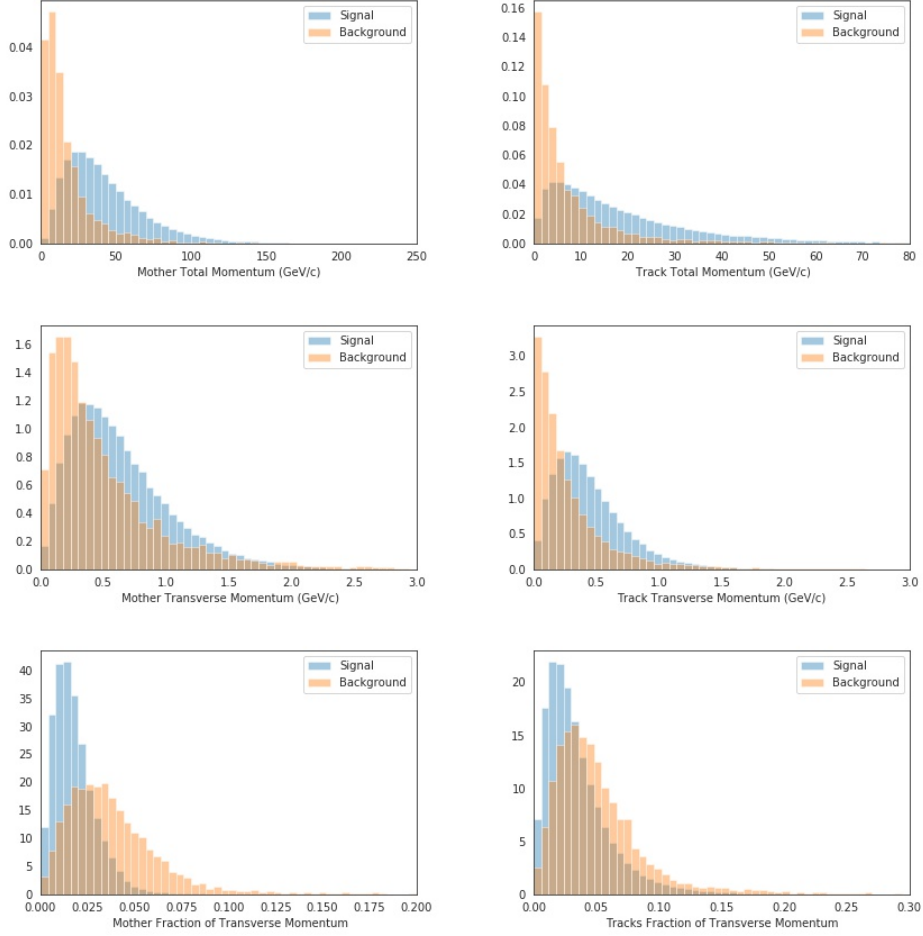 Signal
Background
0.04
0.03
0.02
0.01
0.00
0 50 100 150 200 250
Mother Total Momentum (GeV/c)
Signal
Background
0.16
0.14
0.12
0.10
0.08
0.06
0.04
0.02
0.00
0 10 20 30 40 50 60 70 80
Track Total Momentum (GeV/c)
Signal
Background
1.6
1.4
1.2
1.0
0.8
0.6
0.4
0.2
0.0
0.0 0.5 1.0 1.5 2.0 2.5 3.0
Mother Transverse Momentum (GeV/c)
Signal
Background
3.0
2.5
2.0
1.5
1.0
0.5
0.0
0.0 0.5 1.0 1.5 2.0 2.5 3.0
Track Transverse Momentum (GeV/c)
Signal
Background
40
35
30
25
20
15
10
5
0
0.000 0.025 0.050 0.075 0.100 0.125 0.150 0.175 0.200
Mother Fraction of Transverse Momentum
Signal
Background
20
15
10
5
0
0.00 0.05 0.10 0.15 0.20 0.25 0.30
Tracks Fraction of Transverse Momentum